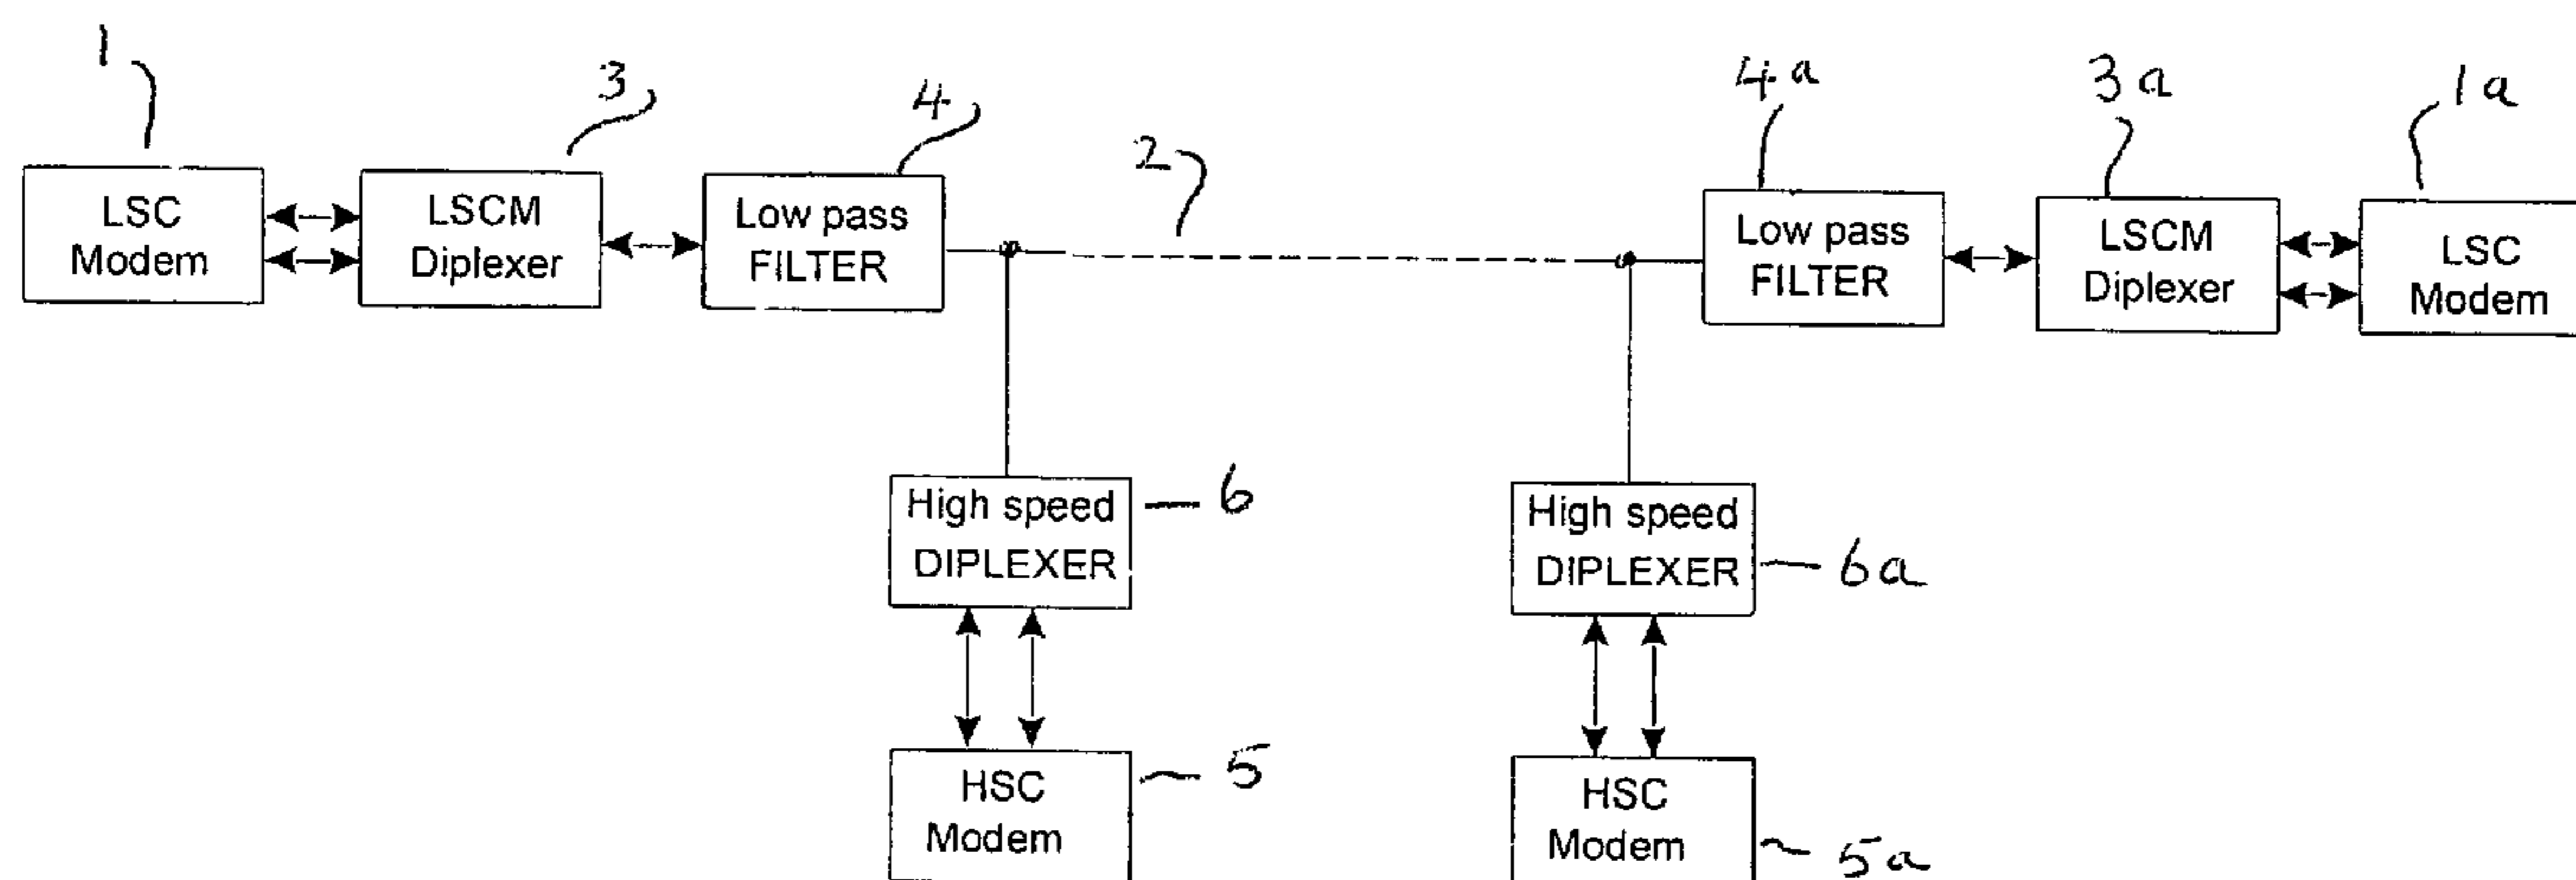 1
3
4
2
4a
3a
1a
LSC
Modem
LSCM
Diplexer
Low pass
FILTER
Low pass
FILTER
LSCM
Diplexer
LSC
Modem
High speed
DIPLEXER
6
High speed
DIPLEXER
6a
HSC
Modem
5
HSC
Modem
5a